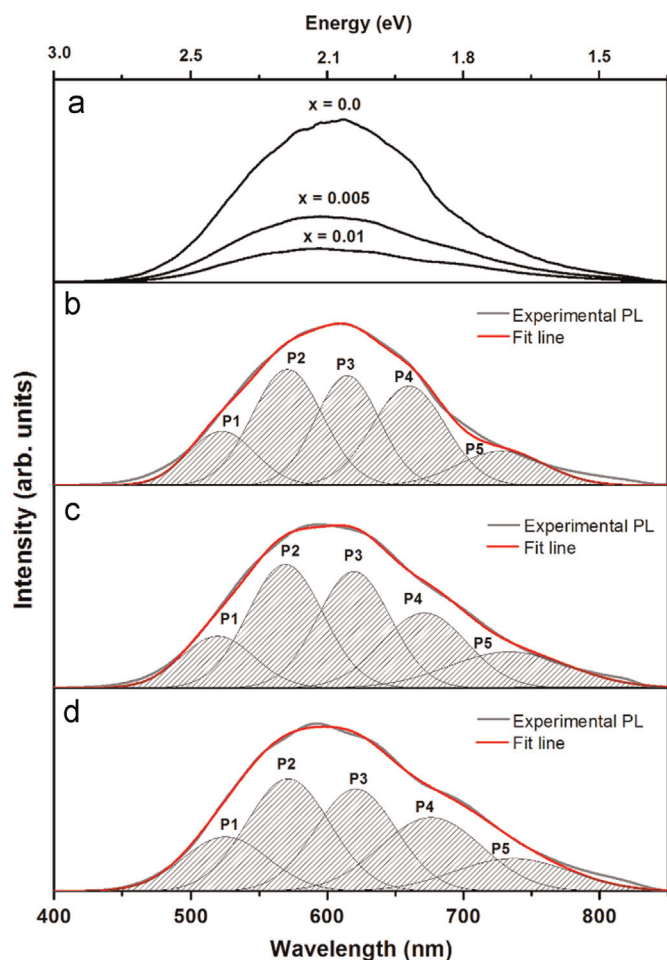 Energy (eV)
3.0 2.5 2.1 1.8 1.5
a
x = 0.0
x = 0.005
x = 0.01
b
Experimental PL
Fit line
P1 P2 P3 P4 P5
c
Experimental PL
Fit line
P1 P2 P3 P4 P5
d
Experimental PL
Fit line
P1 P2 P3 P4 P5
Intensity (arb. units)
400 500 600 700 800
Wavelength (nm)